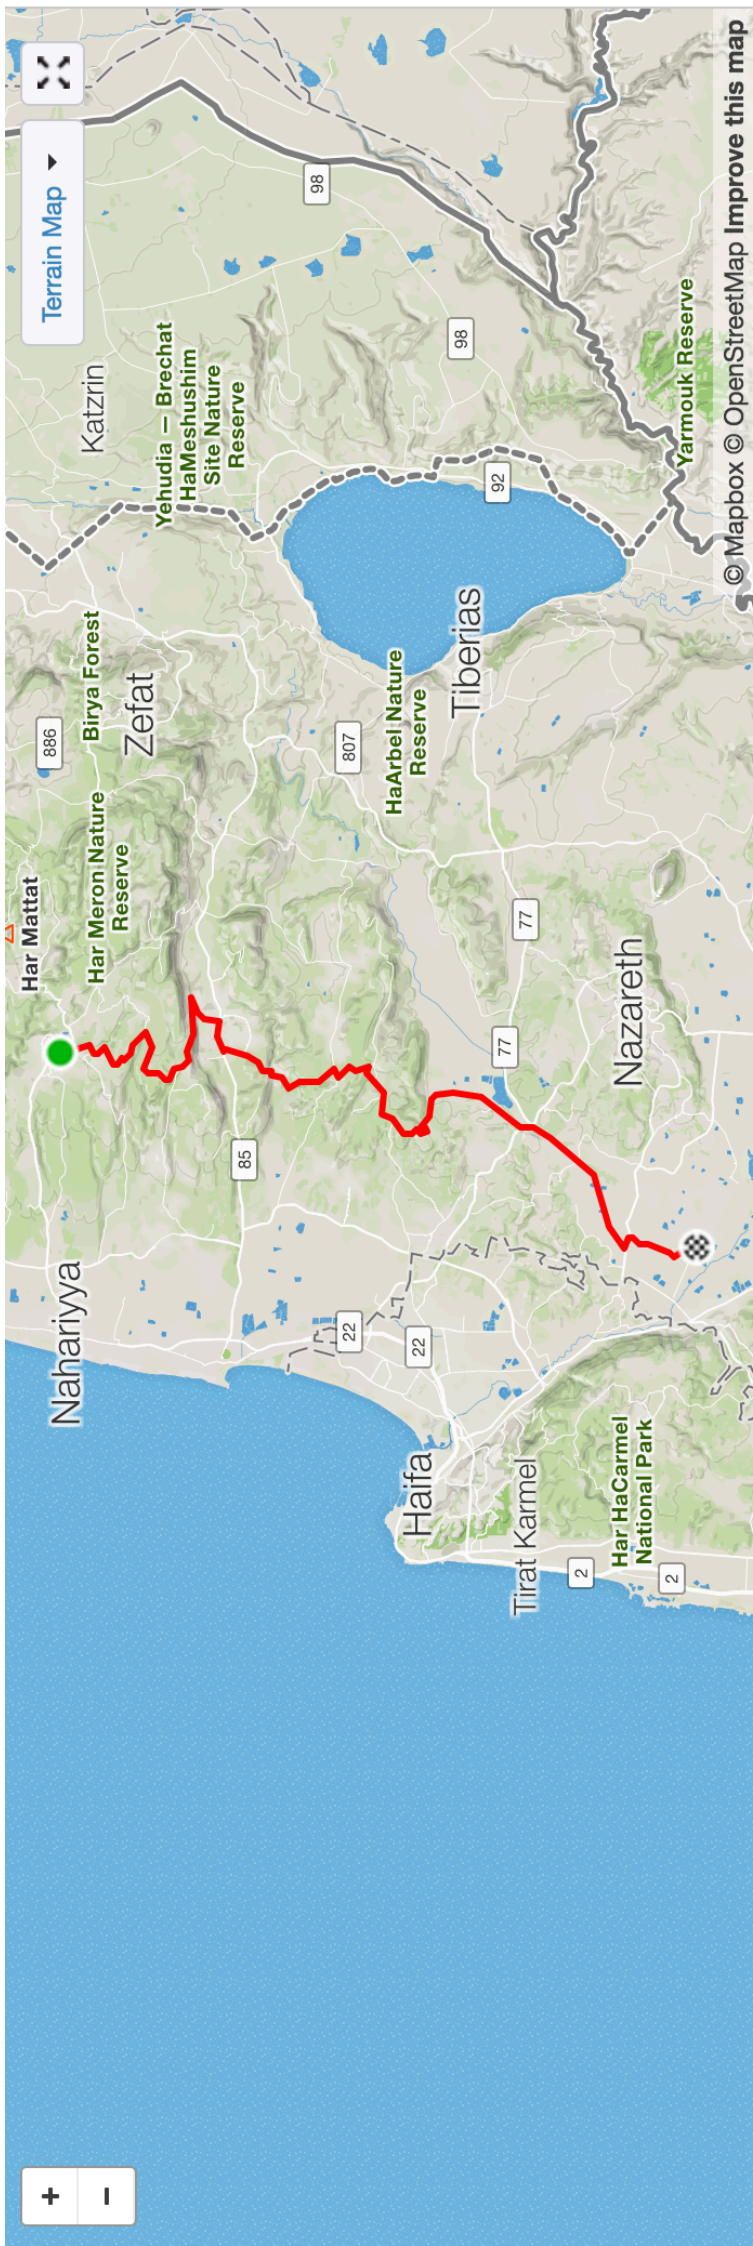 +
−
Terrain Map
Har Mattat
886
Nahariyya
Birya Forest
Katzrin
Har Meron Nature
Reserve
Zefat
Yehudia – Brechat
HaMeshushim
Site Nature
Reserve
85
98
22
807
HaArbel Nature
Reserve
22
Haifa
98
Tiberias
92
77
77
Tirat Karmel
2
Har HaCarmel
National Park
Nazareth
2
Yarmouk Reserve
© Mapbox © OpenStreetMap Improve this map